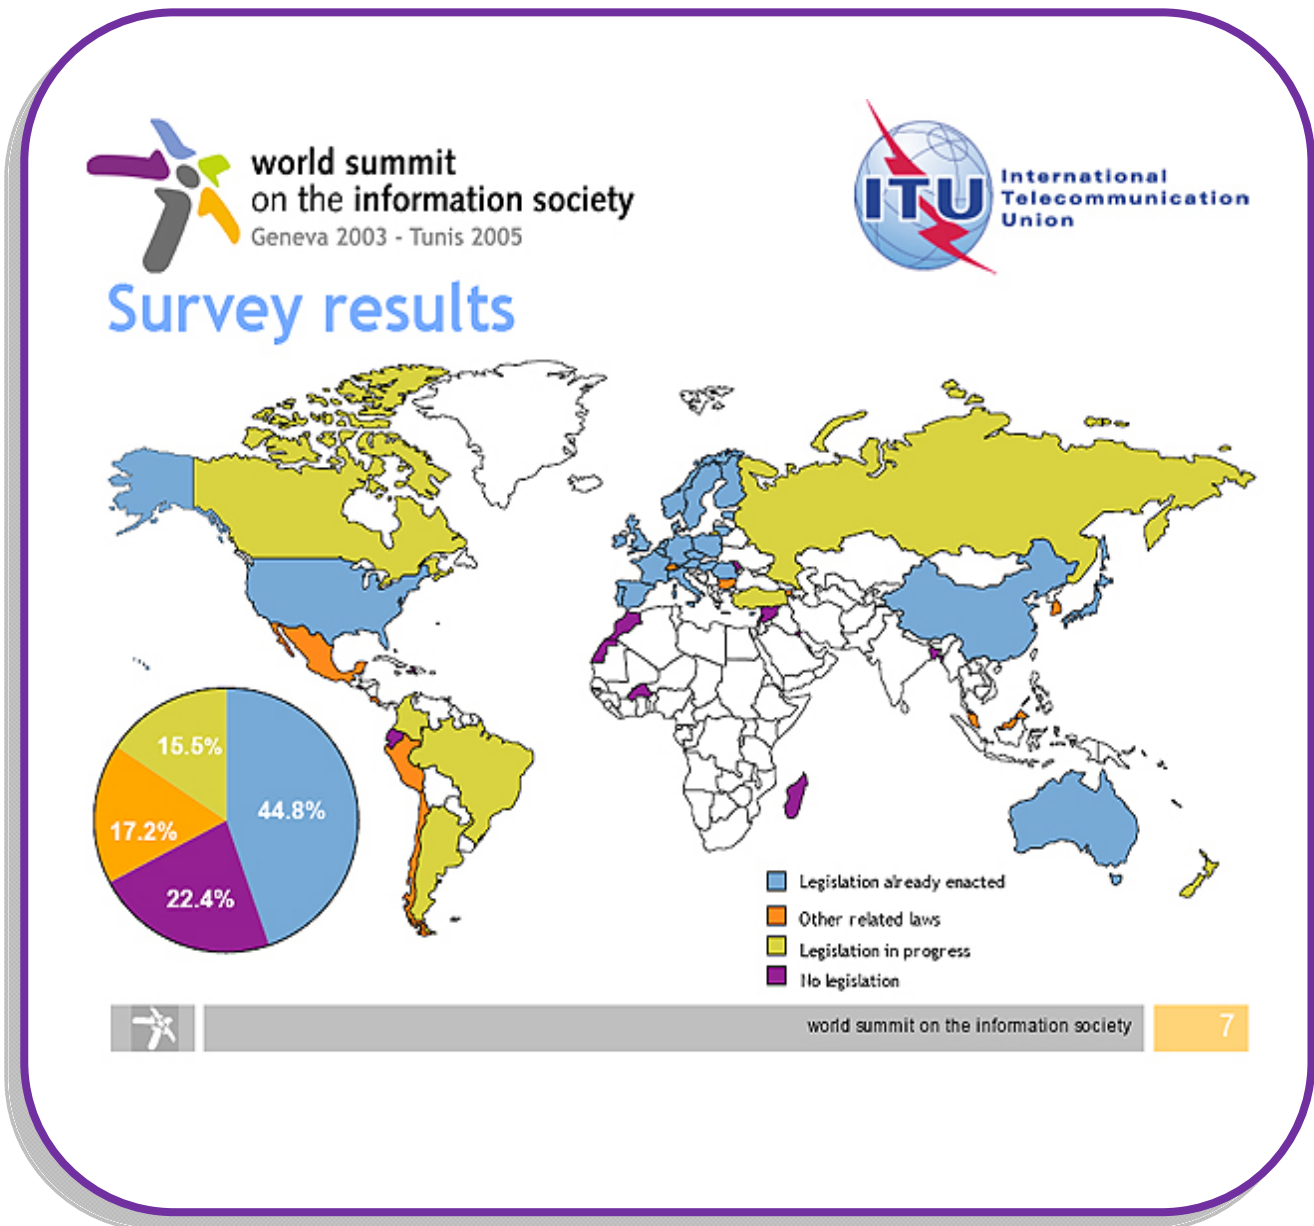 world summit
on the information society
Geneva 2003 - Tunis 2005
ITU
International
Telecommunication
Union
Survey results
15.5%
44.8%
17.2%
22.4%
Legislation already enacted
Other related laws
Legislation in progress
No legislation
world summit on the information society
7